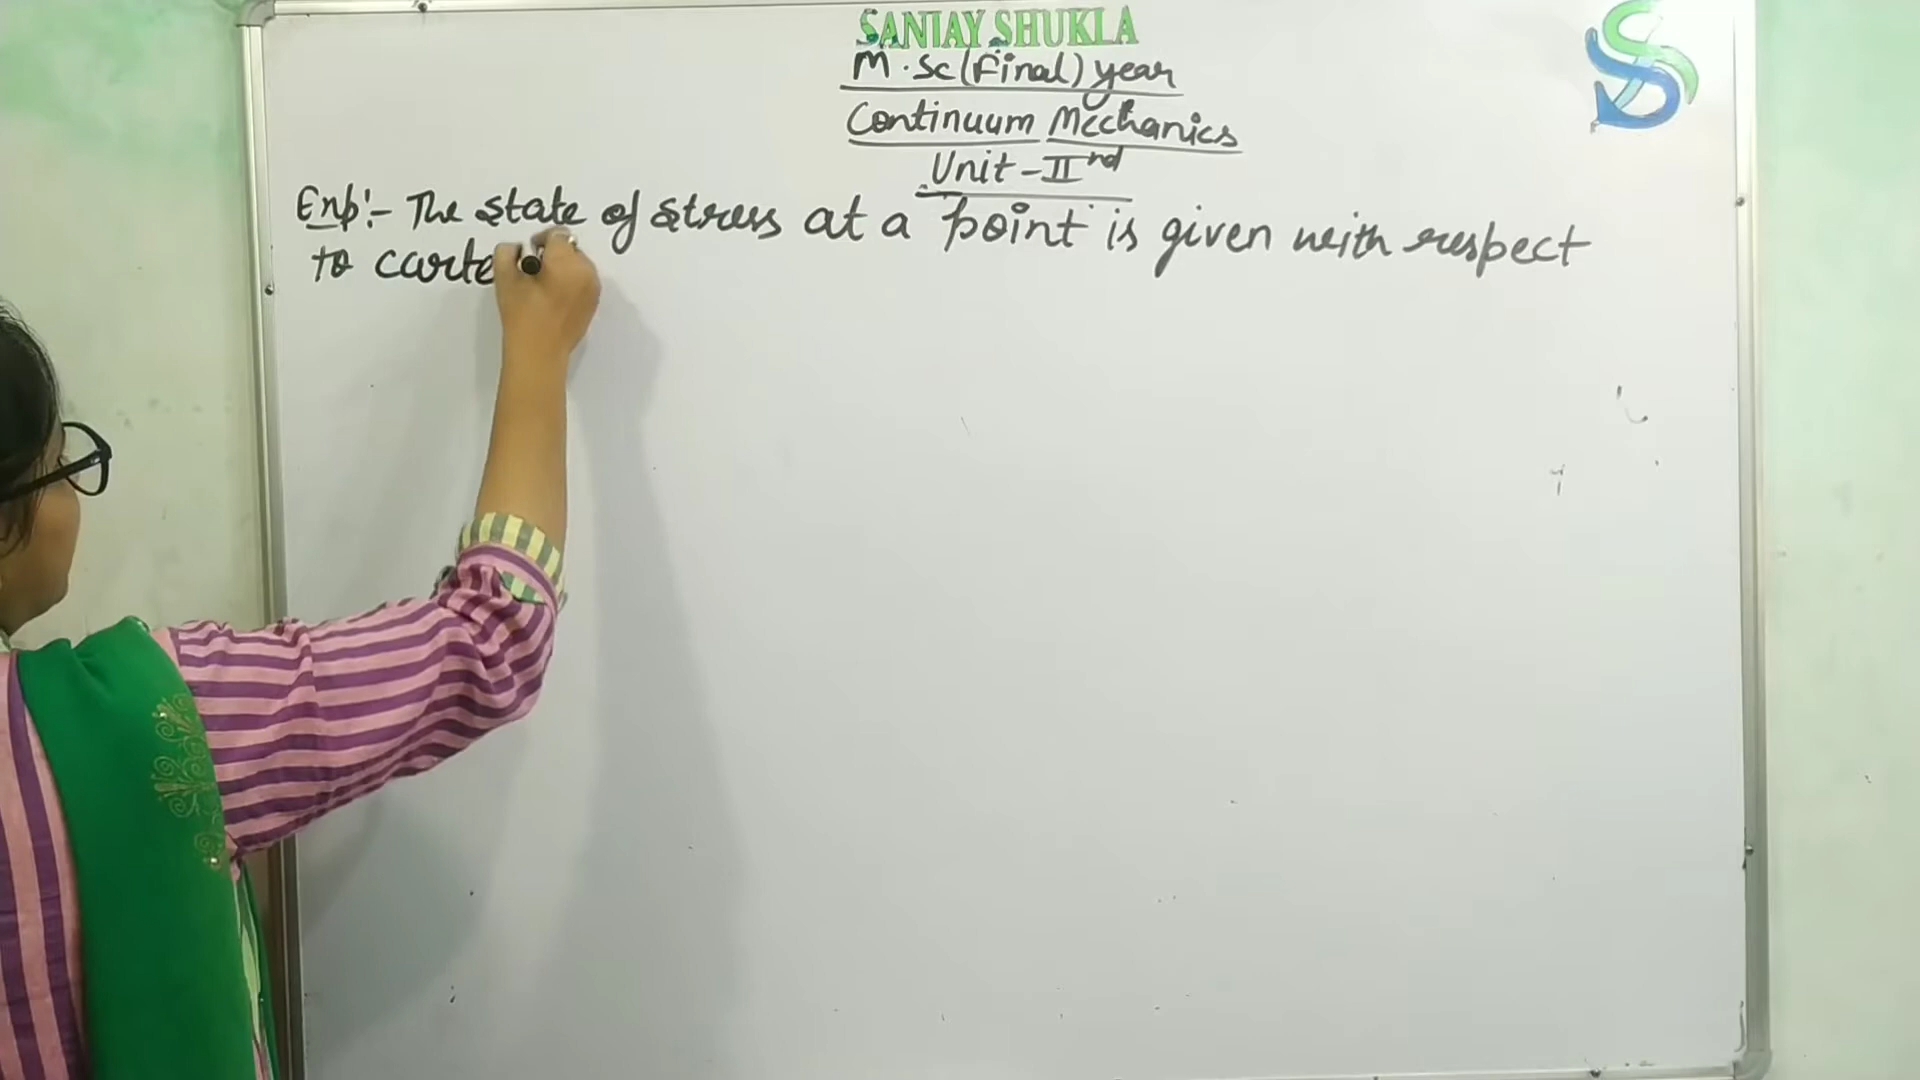 SANJAY SHUKLA
M.Sc (Final) year
Continuum Mechanics
Unit-IInd
Exp:- The state of stress at a point is given with respect
to carte